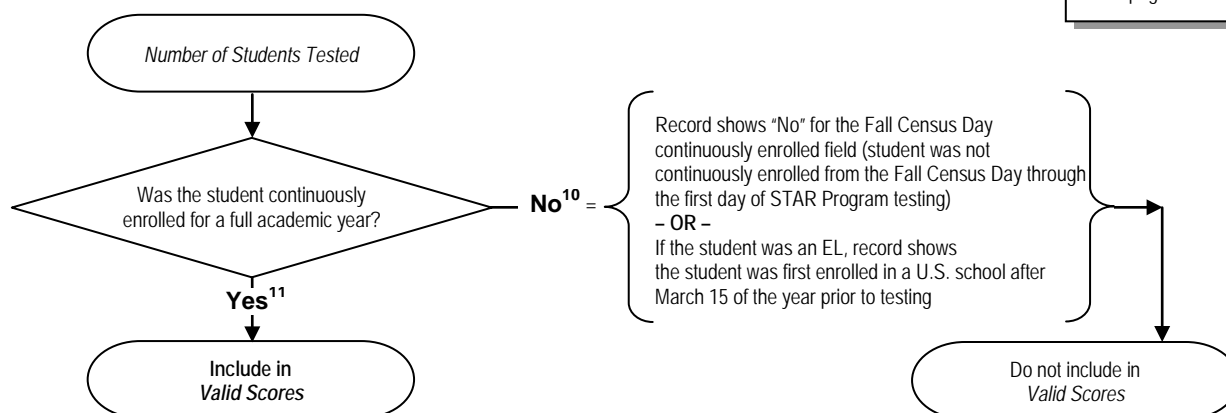 Number of Students Tested
Was the student continuously
enrolled for a full academic year?
No10 =
Record shows “No” for the Fall Census Day
continuously enrolled field (student was not
continuously enrolled from the Fall Census Day through
the first day of STAR Program testing)
– OR –
If the student was an EL, record shows
the student was first enrolled in a U.S. school after
March 15 of the year prior to testing
Yes11
Include in
Valid Scores
Do not include in
Valid Scores